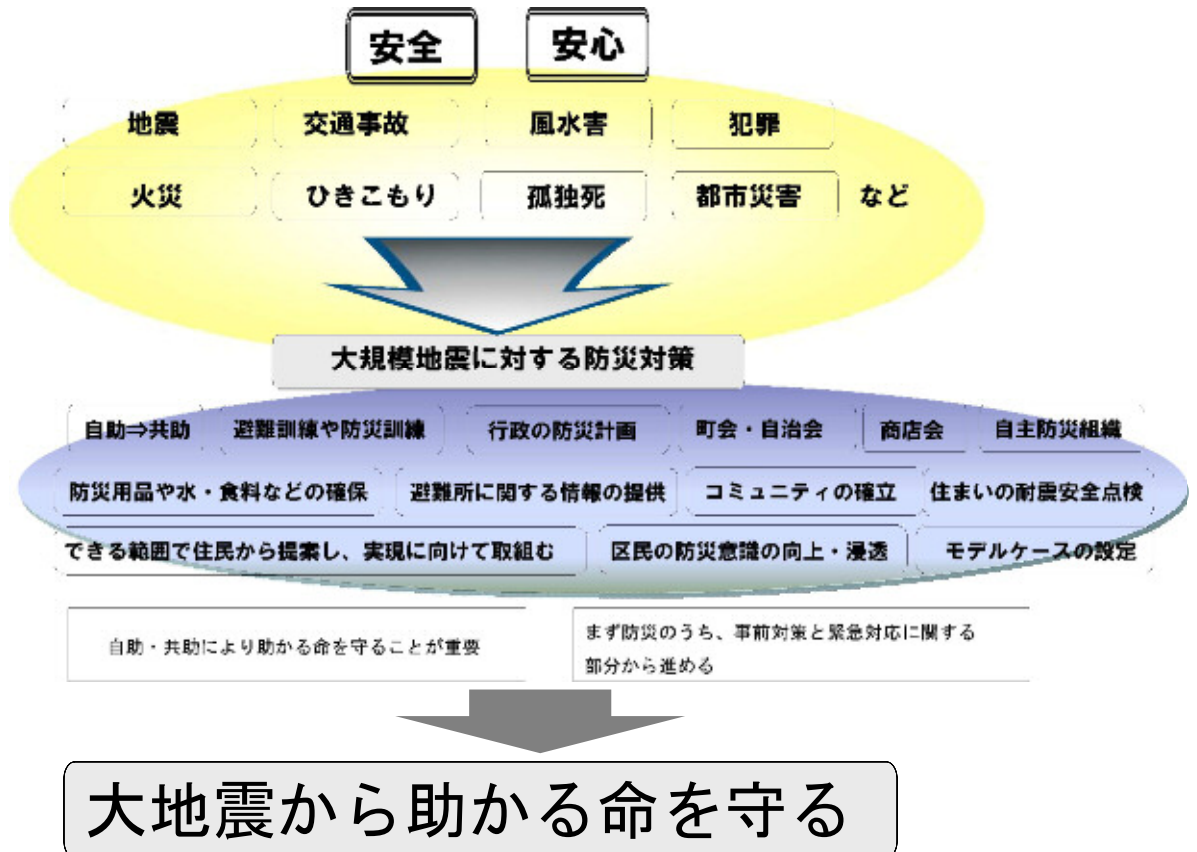 安全
安心
地震
交通事故
風水害
犯罪
火災
ひきこもり
孤独死
都市災害
など
大規模地震に対する防災対策
自助⇒共助
避難訓練や防災訓練
行政の防災計画
町会・自治会
商店会
自主防災組織
防災用品や水・食料などの確保
避難所に関する情報の提供
コミュニティの確立
住まいの耐震安全点検
できる範囲で住民から提案し、実現に向けて取組む
区民の防災意識の向上・浸透
モデルケースの設定
自助・共助により助かる命を守ることが重要
まず防災のうち、事前対策と緊急対応に関する
部分から進める
大地震から助かる命を守る